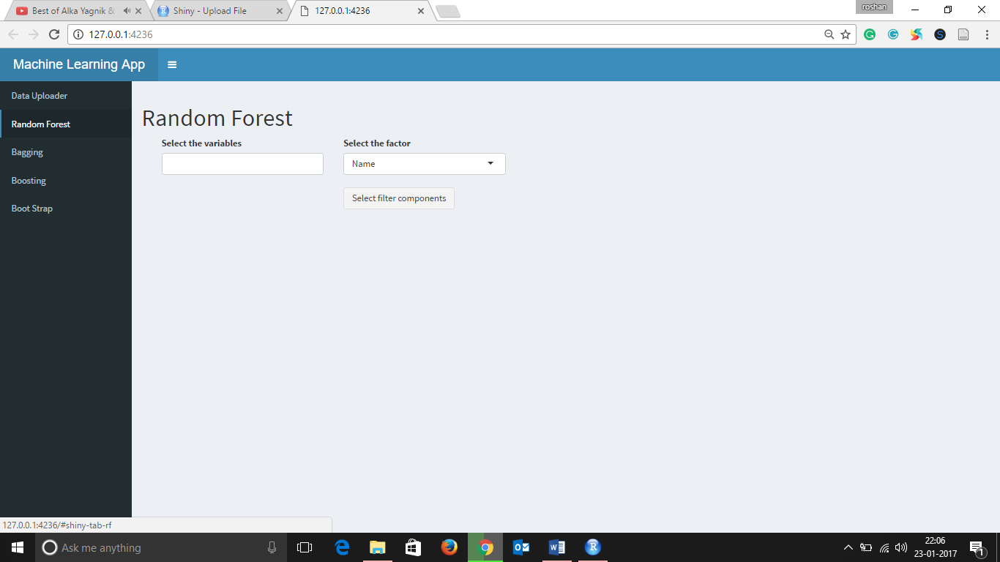 Best of Alka Yagnik &
Shiny - Upload File
127.0.0.1:4236
roshan
127.0.0.1:4236
Machine Learning App
Data Uploader
Random Forest
Bagging
Boosting
Boot Strap
Random Forest
Select the variables
Select the factor
Name
Select filter components
127.0.0.1:4236/#shiny-tab-rf
Ask me anything
22:06
23-01-2017
1